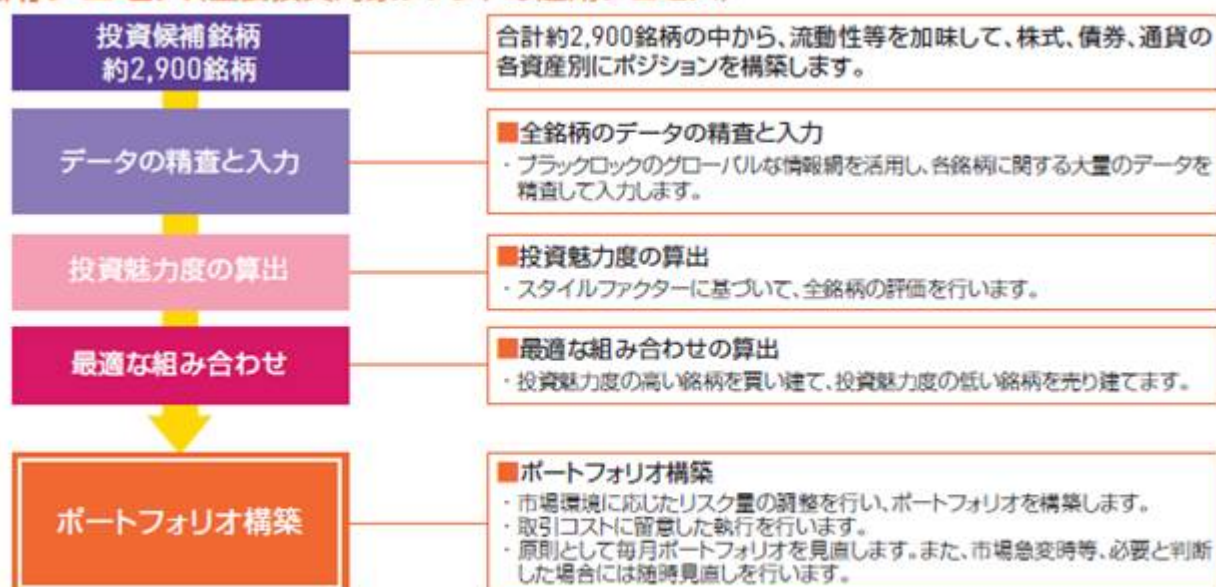 投資候補銘柄
約2,900銘柄
合計約2,900銘柄の中から、流動性等を加味して、株式、債券、通貨の
各資産別にポジションを構築します。
データの精査と入力
■全銘柄のデータの精査と入力
・ブラックロックのグローバルな情報網を活用し、各銘柄に関する大量のデータを
精査して入力します。
投資魅力度の算出
■投資魅力度の算出
・スタイルファクターに基づいて、全銘柄の評価を行います。
最適な組み合わせ
■最適な組み合わせの算出
・投資魅力度の高い銘柄を買い建て、投資魅力度の低い銘柄を売り建てます。
ポートフォリオ構築
■ポートフォリオ構築
・市場環境に応じたリスク量の調整を行い、ポートフォリオを構築します。
・取引コストに留意した執行を行います。
・原則として毎月ポートフォリオを見直します。また、市場急変時等、必要と判断
した場合には随時見直しを行います。